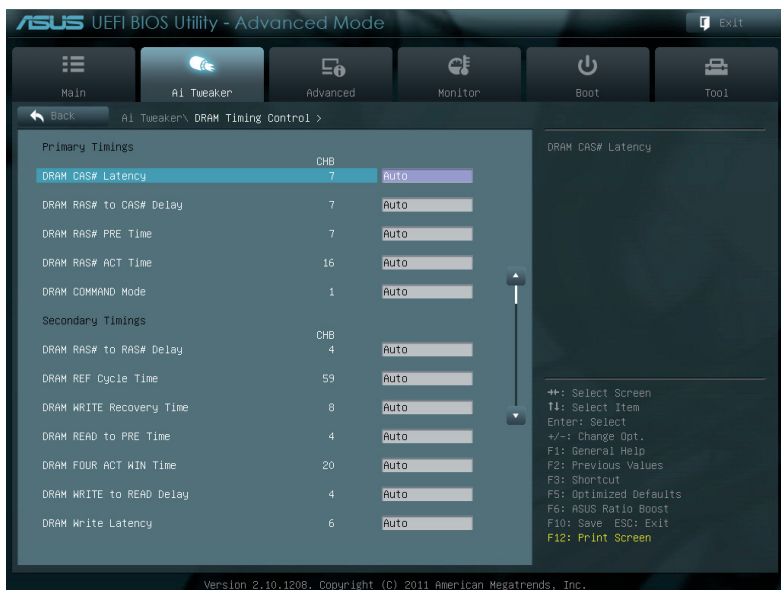 ASUS UEFI BIOS Utility - Advanced Mode
Exit
Main
Ai Tweaker
Advanced
Monitor
Boot
Tool
Back
Ai Tweaker\ DRAM Timing Control >
Primary Timings
CHB
DRAM CAS# Latency 7 Auto
DRAM RAS# to CAS# Delay 7 Auto
DRAM RAS# PRE Time 7 Auto
DRAM RAS# ACT Time 16 Auto
DRAM COMMAND Mode 1 Auto
Secondary Timings
CHB
DRAM RAS# to RAS# Delay 4 Auto
DRAM REF Cycle Time 59 Auto
DRAM WRITE Recovery Time 8 Auto
DRAM READ to PRE Time 4 Auto
DRAM FOUR ACT WIN Time 20 Auto
DRAM WRITE to READ Delay 4 Auto
DRAM Write Latency 6 Auto
DRAM CAS# Latency
→←: Select Screen
↑↓: Select Item
Enter: Select
+/-: Change Opt.
F1: General Help
F2: Previous Values
F3: Shortcut
F5: Optimized Defaults
F6: ASUS Ratio Boost
F10: Save ESC: Exit
F12: Print Screen
Version 2.10.1208. Copyright (C) 2011 American Megatrends, Inc.